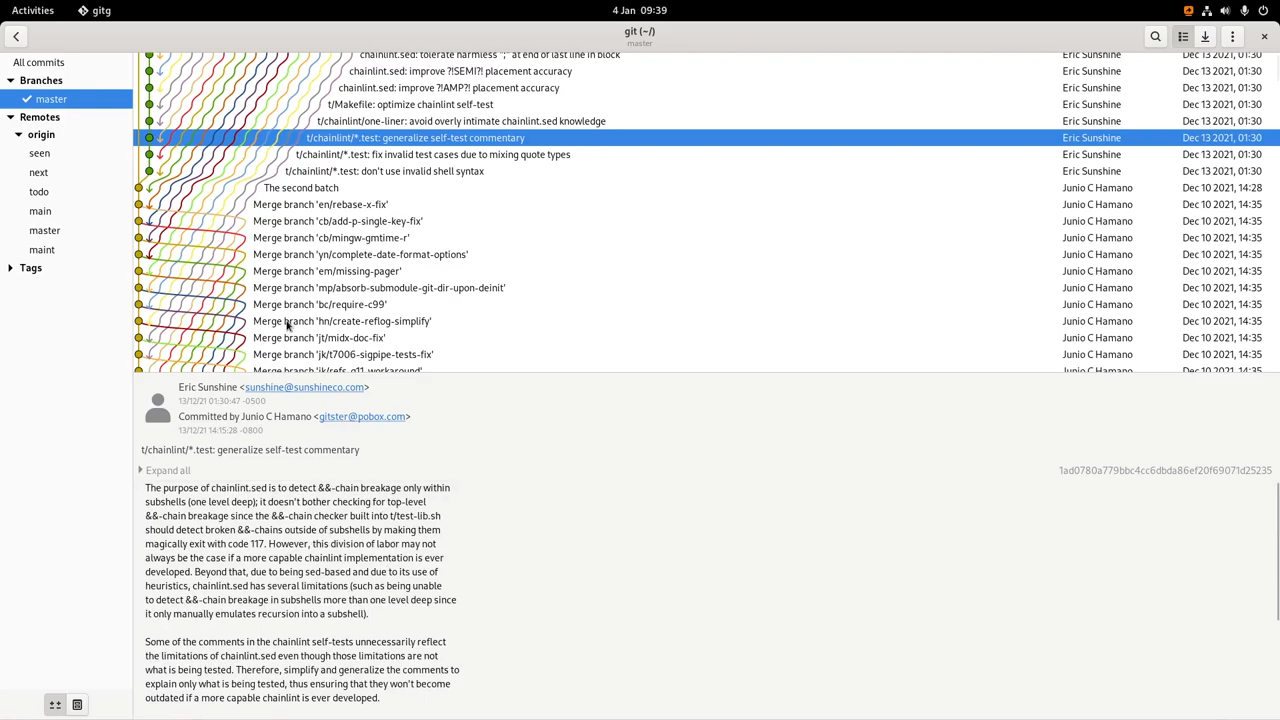 Activities gitg 4 Jan 09:39
git (~/)
master
All commits
Branches
master
Remotes
origin
seen
next
todo
main
master
maint
Tags
chainlint.sed: tolerate harmless ";" at end of last line in block Eric Sunshine Dec 13 2021, 01:30
chainlint.sed: improve ?!SEMI?! placement accuracy Eric Sunshine Dec 13 2021, 01:30
chainlint.sed: improve ?!AMP?! placement accuracy Eric Sunshine Dec 13 2021, 01:30
t/Makefile: optimize chainlint self-test Eric Sunshine Dec 13 2021, 01:30
t/chainlint/one-liner: avoid overly intimate chainlint.sed knowledge Eric Sunshine Dec 13 2021, 01:30
t/chainlint/*.test: generalize self-test commentary Eric Sunshine Dec 13 2021, 01:30
t/chainlint/*.test: fix invalid test cases due to mixing quote types Eric Sunshine Dec 13 2021, 01:30
t/chainlint/*.test: don't use invalid shell syntax Eric Sunshine Dec 13 2021, 01:30
The second batch Junio C Hamano Dec 10 2021, 14:28
Merge branch 'en/rebase-x-fix' Junio C Hamano Dec 10 2021, 14:35
Merge branch 'cb/add-p-single-key-fix' Junio C Hamano Dec 10 2021, 14:35
Merge branch 'cb/mingw-gmtime-r' Junio C Hamano Dec 10 2021, 14:35
Merge branch 'yn/complete-date-format-options' Junio C Hamano Dec 10 2021, 14:35
Merge branch 'em/missing-pager' Junio C Hamano Dec 10 2021, 14:35
Merge branch 'mp/absorb-submodule-git-dir-upon-deinit' Junio C Hamano Dec 10 2021, 14:35
Merge branch 'bc/require-c99' Junio C Hamano Dec 10 2021, 14:35
Merge branch 'hn/create-reflog-simplify' Junio C Hamano Dec 10 2021, 14:35
Merge branch 'jt/midx-doc-fix' Junio C Hamano Dec 10 2021, 14:35
Merge branch 'jk/t7006-sigpipe-tests-fix' Junio C Hamano Dec 10 2021, 14:35
Merge branch 'jk/refs-g11-workaround' Junio C Hamano Dec 10 2021, 14:35
Eric Sunshine <sunshine@sunshineco.com>
13/12/21 01:30:47 -0500
Committed by Junio C Hamano <gitster@pobox.com>
13/12/21 14:15:28 -0800
t/chainlint/*.test: generalize self-test commentary
Expand all 1ad0780a779bbc4cc6dbda86ef20f69071d25235
The purpose of chainlint.sed is to detect &&-chain breakage only within
subshells (one level deep); it doesn't bother checking for top-level
&&-chain breakage since the &&-chain checker built into t/test-lib.sh
should detect broken &&-chains outside of subshells by making them
magically exit with code 117. However, this division of labor may not
always be the case if a more capable chainlint implementation is ever
developed. Beyond that, due to being sed-based and due to its use of
heuristics, chainlint.sed has several limitations (such as being unable
to detect &&-chain breakage in subshells more than one level deep since
it only manually emulates recursion into a subshell).
Some of the comments in the chainlint self-tests unnecessarily reflect
the limitations of chainlint.sed even though those limitations are not
what is being tested. Therefore, simplify and generalize the comments to
explain only what is being tested, thus ensuring that they won't become
outdated if a more capable chainlint is ever developed.